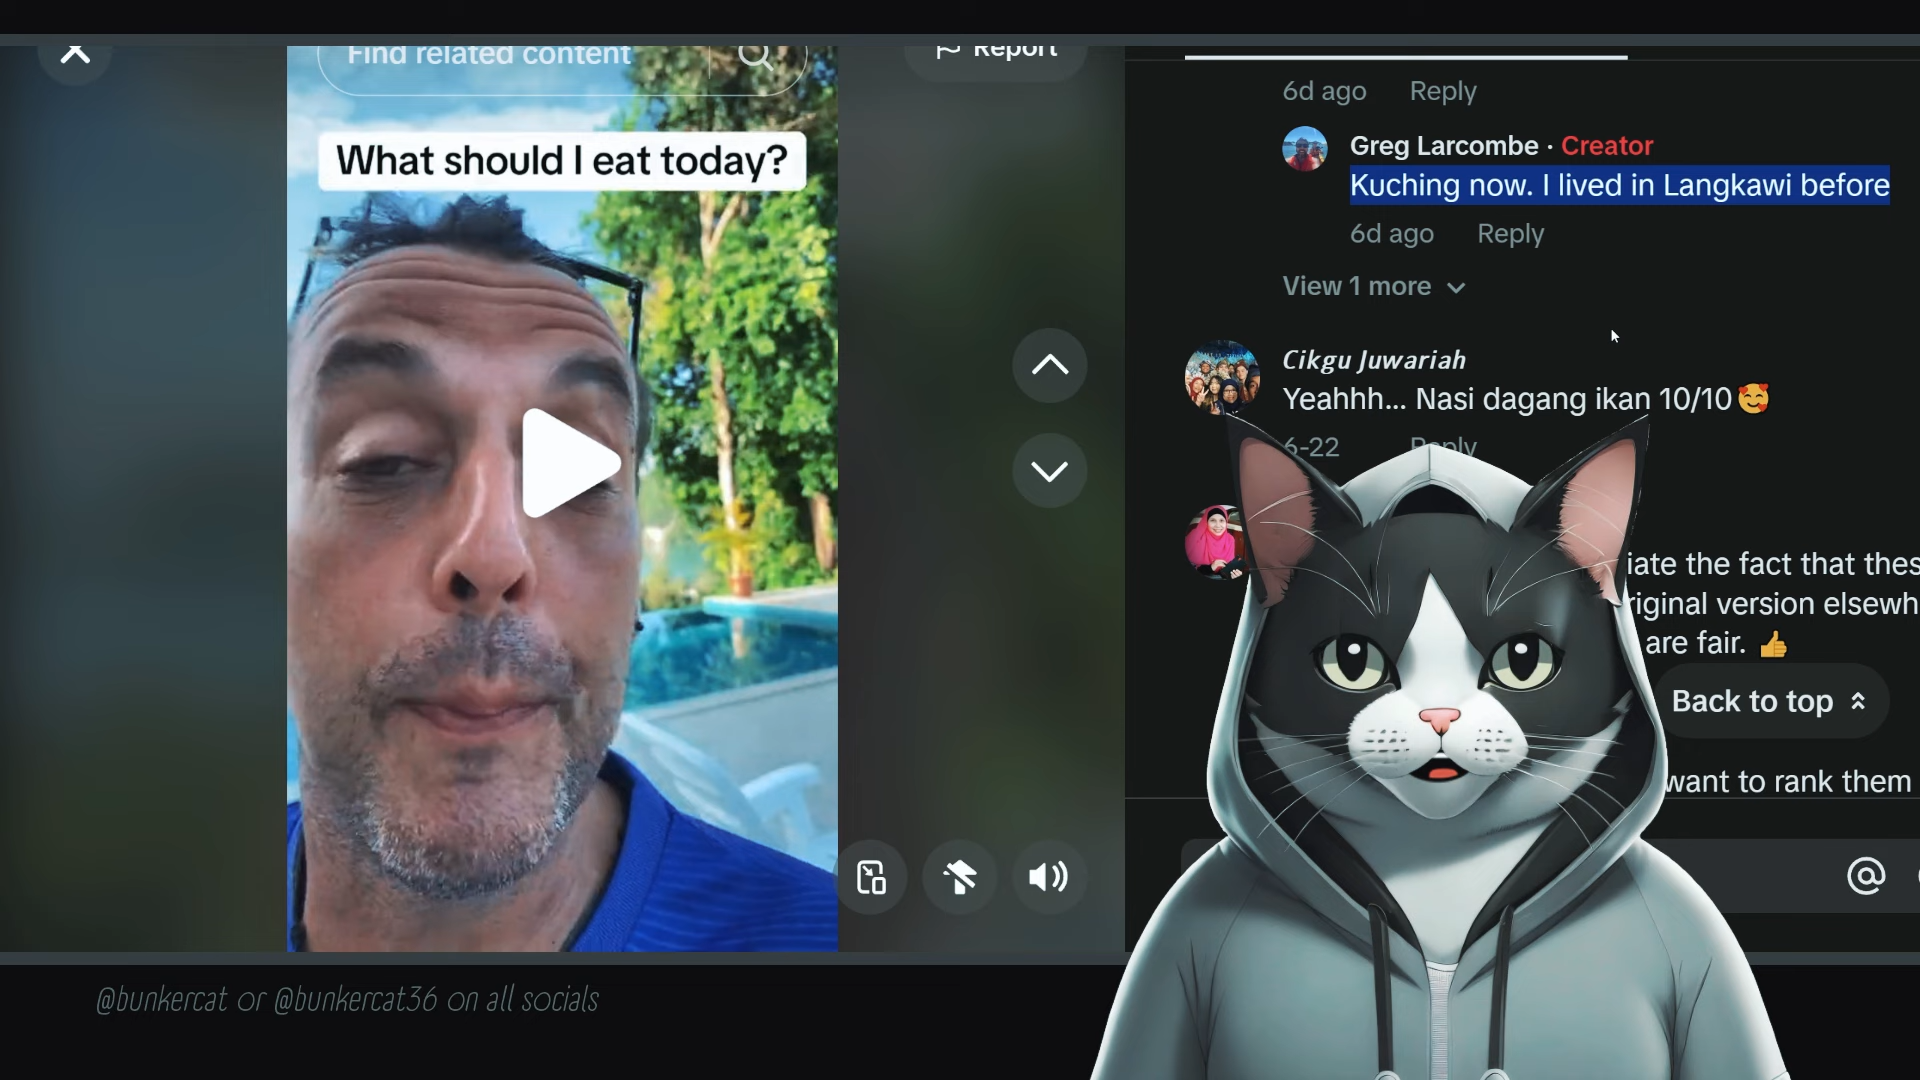 Find related content
Report
What should I eat today?
6d ago Reply
Greg Larcombe · Creator
Kuching now. I lived in Langkawi before
6d ago Reply
View 1 more
Cikgu Juwariah
Yeahhh... Nasi dagang ikan 10/10🥰
6-22 Reply
iate the fact that thes
riginal version elsewh
are fair. 👍
Back to top
want to rank them
@
@bunkercat or @bunkercat36 on all socials